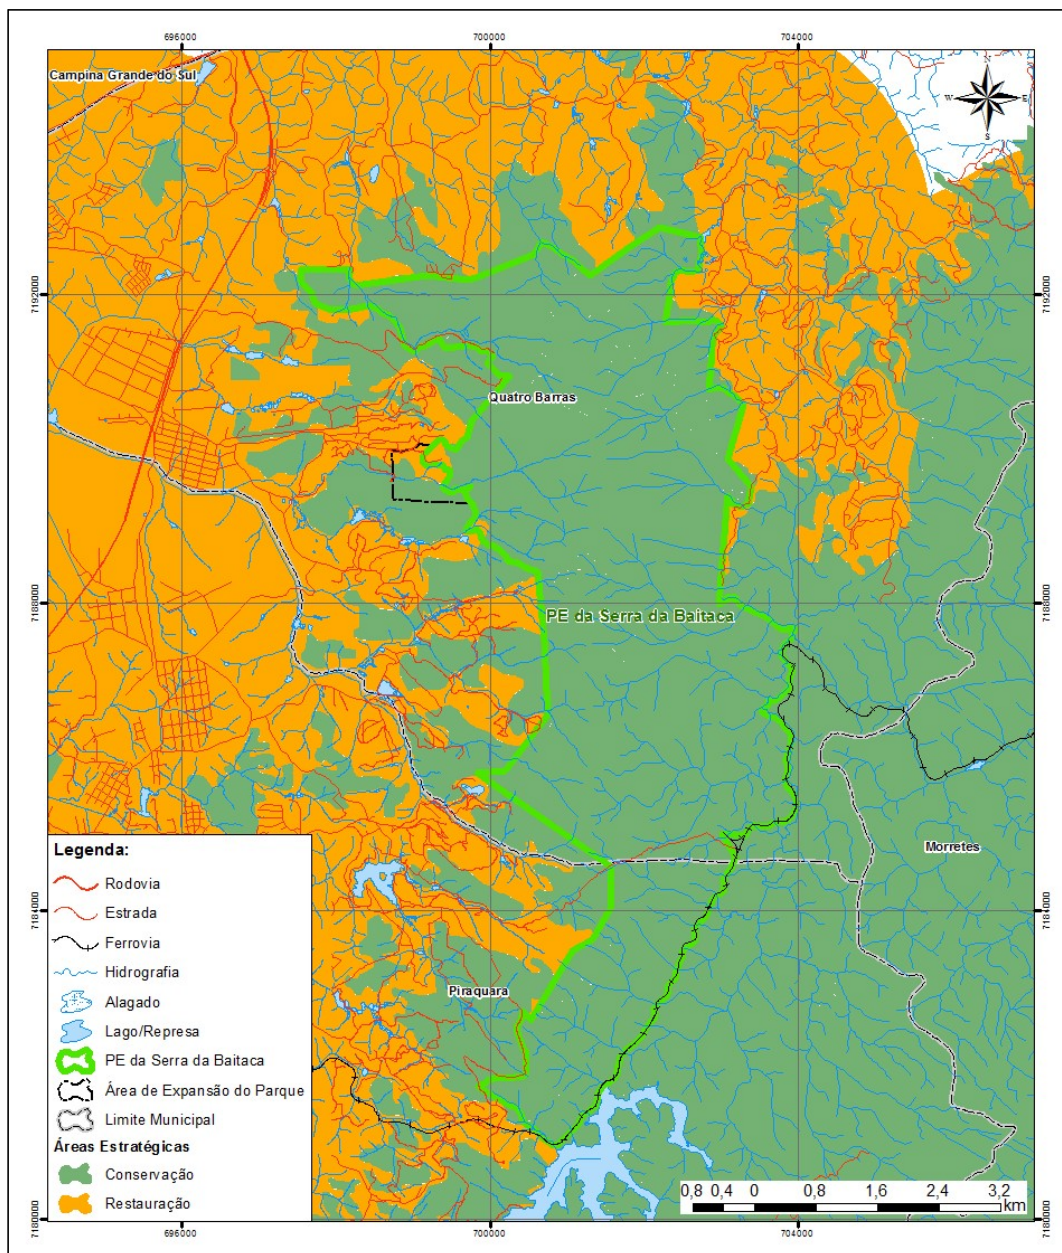 696000 700000 704000
Campina Grande do Sul
N
W E
S
7192000 7192000
Quatro Barras
7188000 7188000
PE da Serra da Baitaca
Morretes
7184000 7184000
Piraquara
Legenda:
Rodovia
Estrada
Ferrovia
Hidrografia
Alagado
Lago/Represa
PE da Serra da Baitaca
Área de Expansão do Parque
Limite Municipal
Áreas Estratégicas
Conservação
Restauração
0,8 0,4 0 0,8 1,6 2,4 3,2
km
7180000 7180000
696000 700000 704000